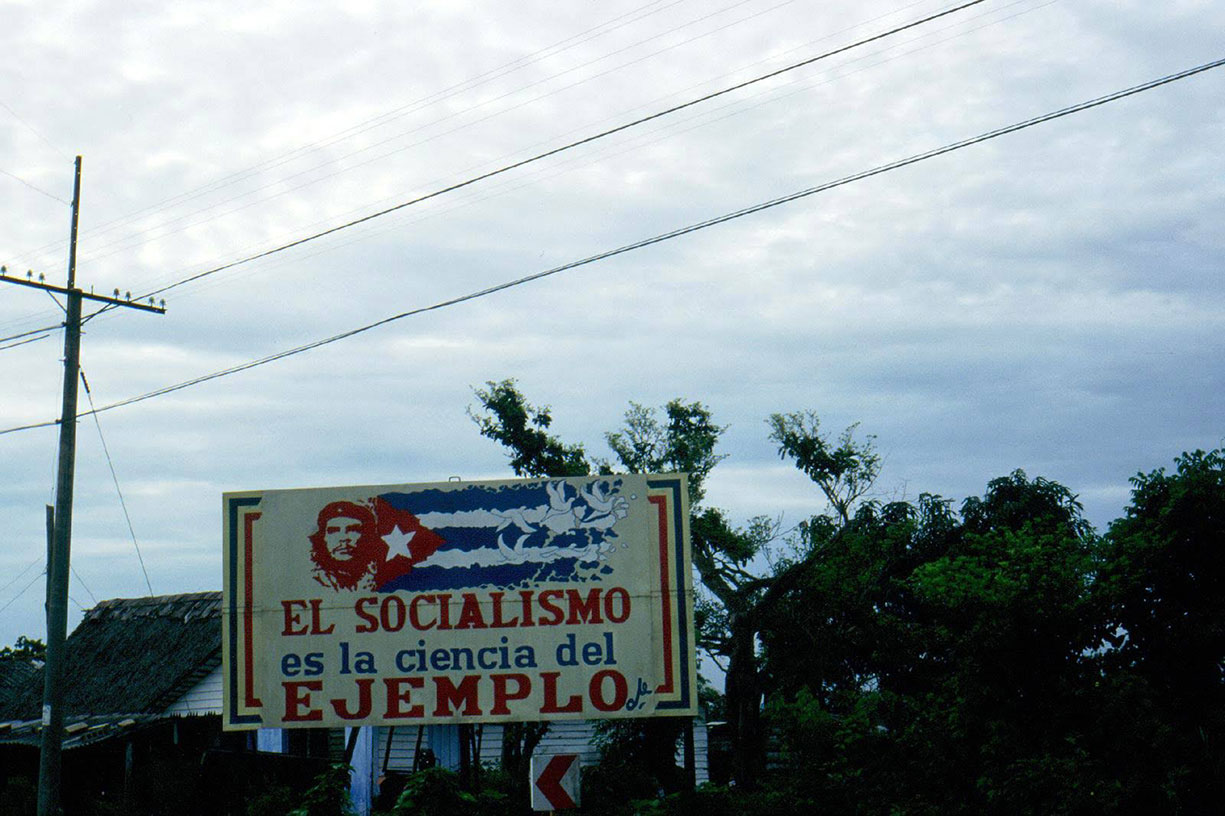 EL SOCIALISMO
es la ciencia del
EJEMPLO